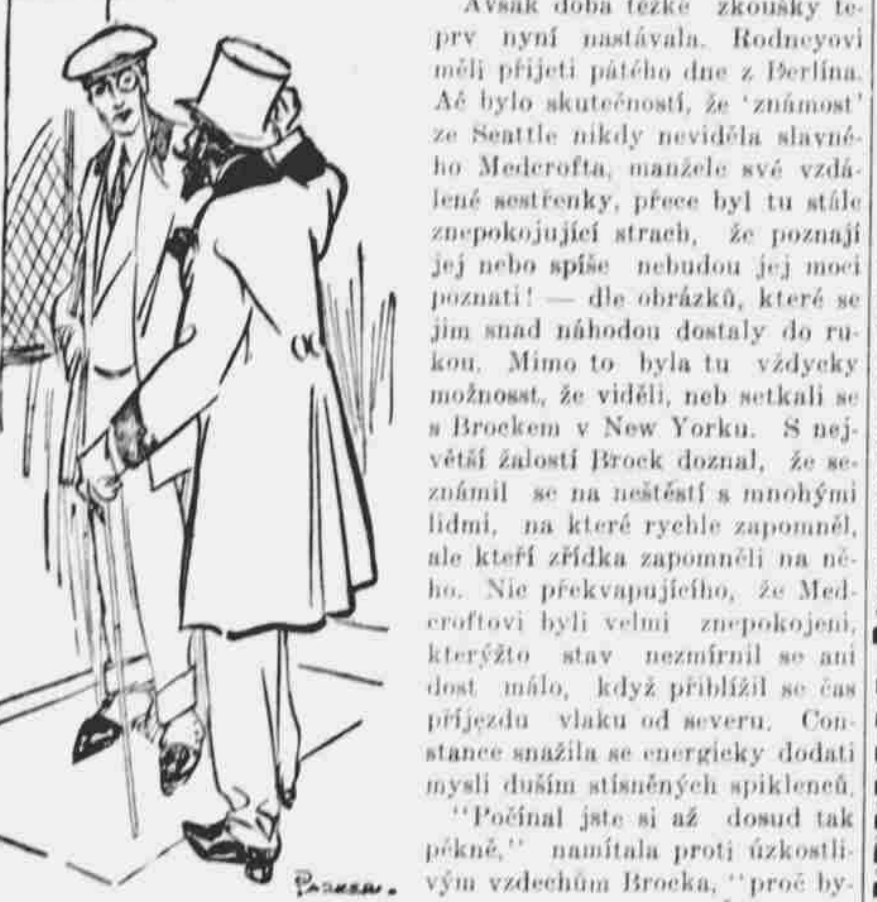 Avšak doba těžké zkoušky te-
prv nyní nastávala. Rodneyovi
měli přijeti pátého dne z Berlína.
Ač bylo skutečností, že 'známost'
ze Seattle nikdy neviděla slavné-
ho Medcrofta, manžele své vzdá-
lené sestřenky, přece byl tu stále
znepokojující strach, že poznají
jej nebo spíše nebudou jej moci
poznati! — dle obrázků, které se
jim snad náhodou dostaly do ru-
kou. Mimo to byla tu vždycky
možnosst, že viděli, neb setkali se
s Brockem v New Yorku. S nej-
větší žalostí Brock doznal, že se-
známil se na neštěstí s mnohými
lidmi, na které rychle zapomněl,
ale kteří zřídka zapomněli na ně-
ho. Nic překvapujícího, že Med-
croftovi byli velmi znepokojeni,
kterýžto stav nezmírnil se ani
dost málo, když přiblížil se čas
příjezdu vlaku od severu. Con-
stance snažila se energicky dodati
mysli duším stísněných spiklenců.
"Počínal jste si až dosud tak
pěkně," namítala proti úzkostli-
vým vzdechům Brocka, "proč by-